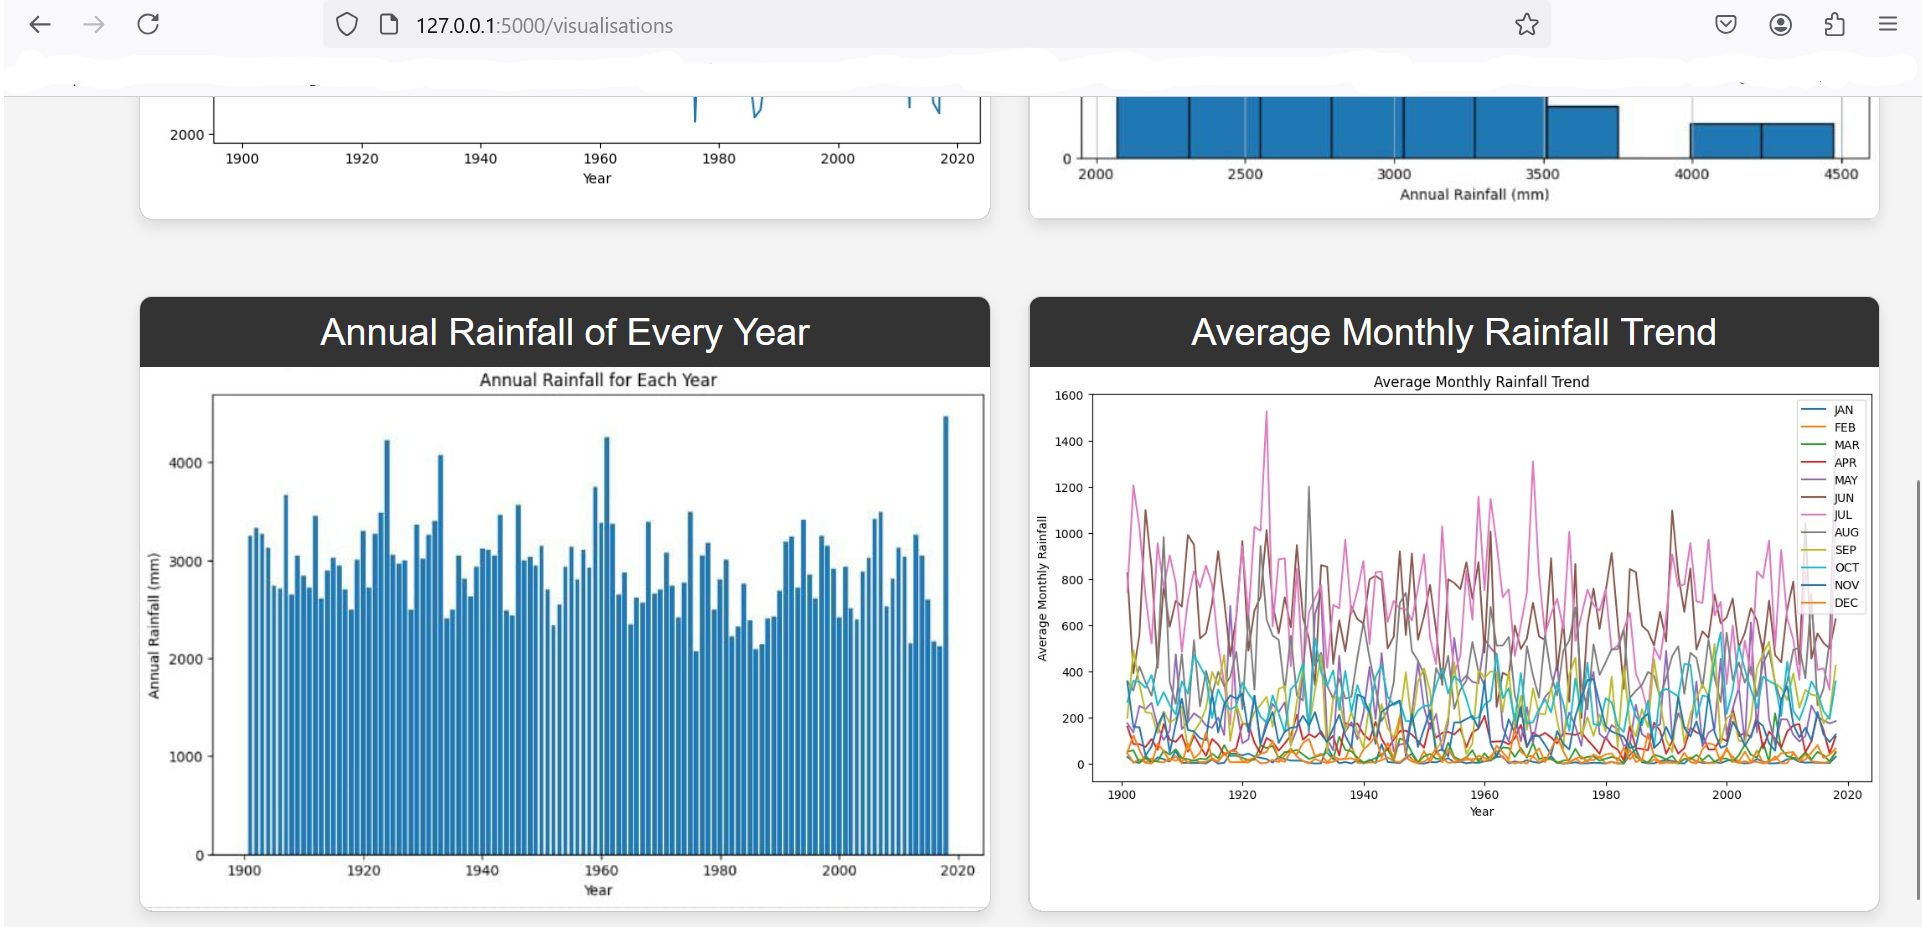 127.0.0.1:5000/visualisations
2000
1900 1920 1940 1960 1980 2000 2020
Year
0
2000 2500 3000 3500 4000 4500
Annual Rainfall (mm)
Annual Rainfall of Every Year
Annual Rainfall for Each Year
Annual Rainfall (mm)
4000
3000
2000
1000
0
1900 1920 1940 1960 1980 2000 2020
Year
Average Monthly Rainfall Trend
Average Monthly Rainfall Trend
Average Monthly Rainfall
1600
1400
1200
1000
800
600
400
200
0
JAN
FEB
MAR
APR
MAY
JUN
JUL
AUG
SEP
OCT
NOV
DEC
1900 1920 1940 1960 1980 2000 2020
Year